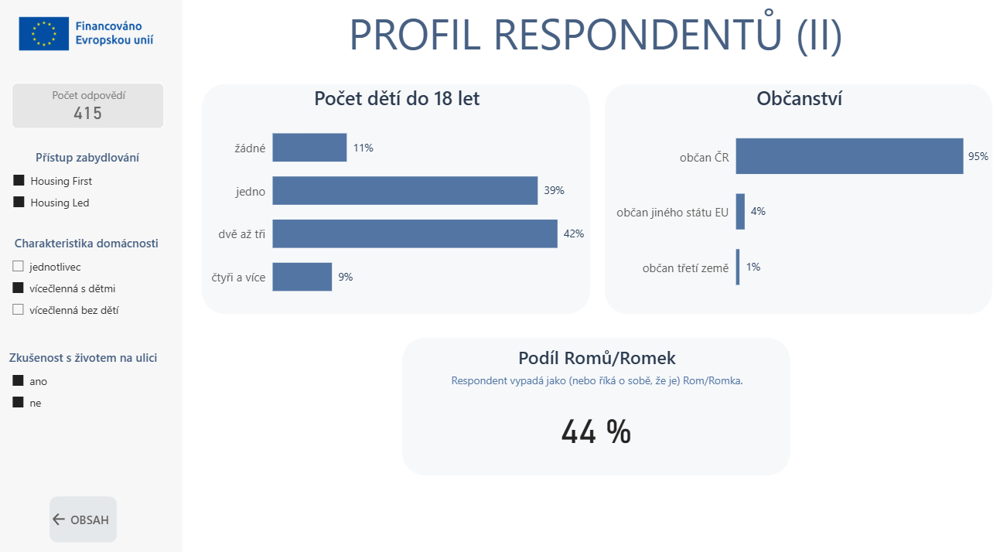 Financováno
Evropskou unií
Počet odpovědí
415
Přístup zabydlování
Housing First
Housing Led
Charakteristika domácnosti
jednotlivec
vícečlenná s dětmi
vícečlenná bez dětí
Zkušenost s životem na ulici
ano
ne
OBSAH
PROFIL RESPONDENTŮ (II)
Počet dětí do 18 let
žádné 11%
jedno 39%
dvě až tři 42%
čtyři a více 9%
Občanství
občan ČR 95%
občan jiného státu EU 4%
občan třetí země 1%
Podíl Romů/Romek
Respondent vypadá jako (nebo říká o sobě, že je) Rom/Romka.
44 %